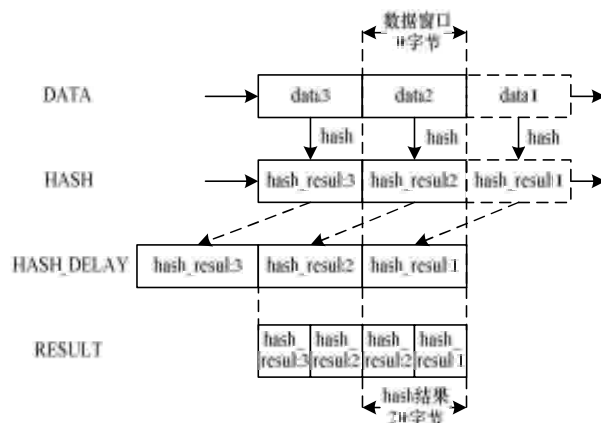 数据窗口
n字节
DATA
data3
data2
data1
hash
hash
hash
HASH
hash_result3
hash_result2
hash_result1
HASH_DELAY
hash_result3
hash_result2
hash_result1
RESULT
hash_
result3
hash_
result2
hash_
result2
hash_
result1
hash结果
2n字节